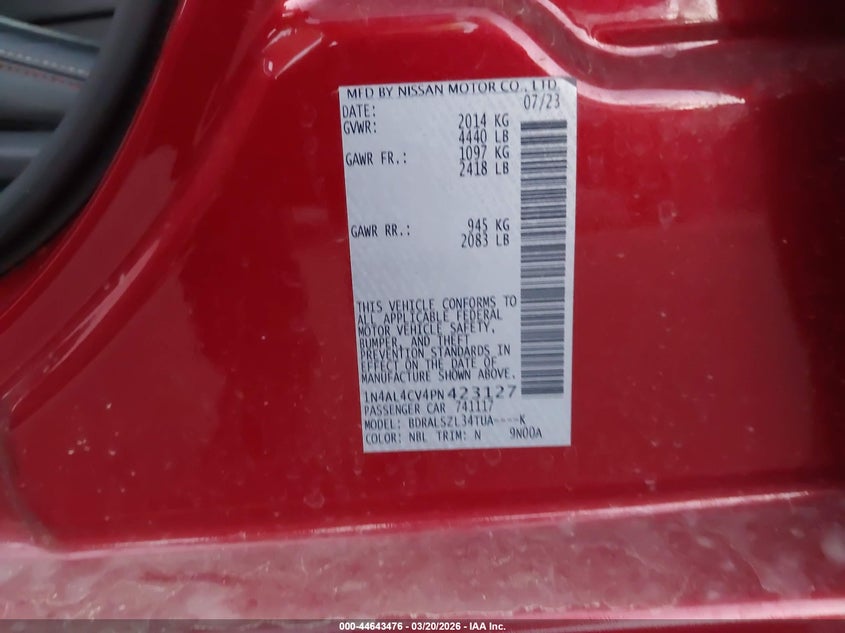 MFD BY NISSAN MOTOR CO., LTD.
DATE: 07/23
GVWR: 2014 KG
4440 LB
GAWR FR.: 1097 KG
2418 LB
GAWR RR.: 945 KG
2083 LB
THIS VEHICLE CONFORMS TO
ALL APPLICABLE FEDERAL
MOTOR VEHICLE SAFETY,
BUMPER, AND THEFT
PREVENTION STANDARDS IN
EFFECT ON THE DATE OF
MANUFACTURE SHOWN ABOVE.
1N4AL4CV4PN423127
PASSENGER CAR 741117
BDRALSZL34TUA----K
COLOR: NBL TRIM: N 9N00A
000-44643476 - 03/20/2026 - IAA Inc.